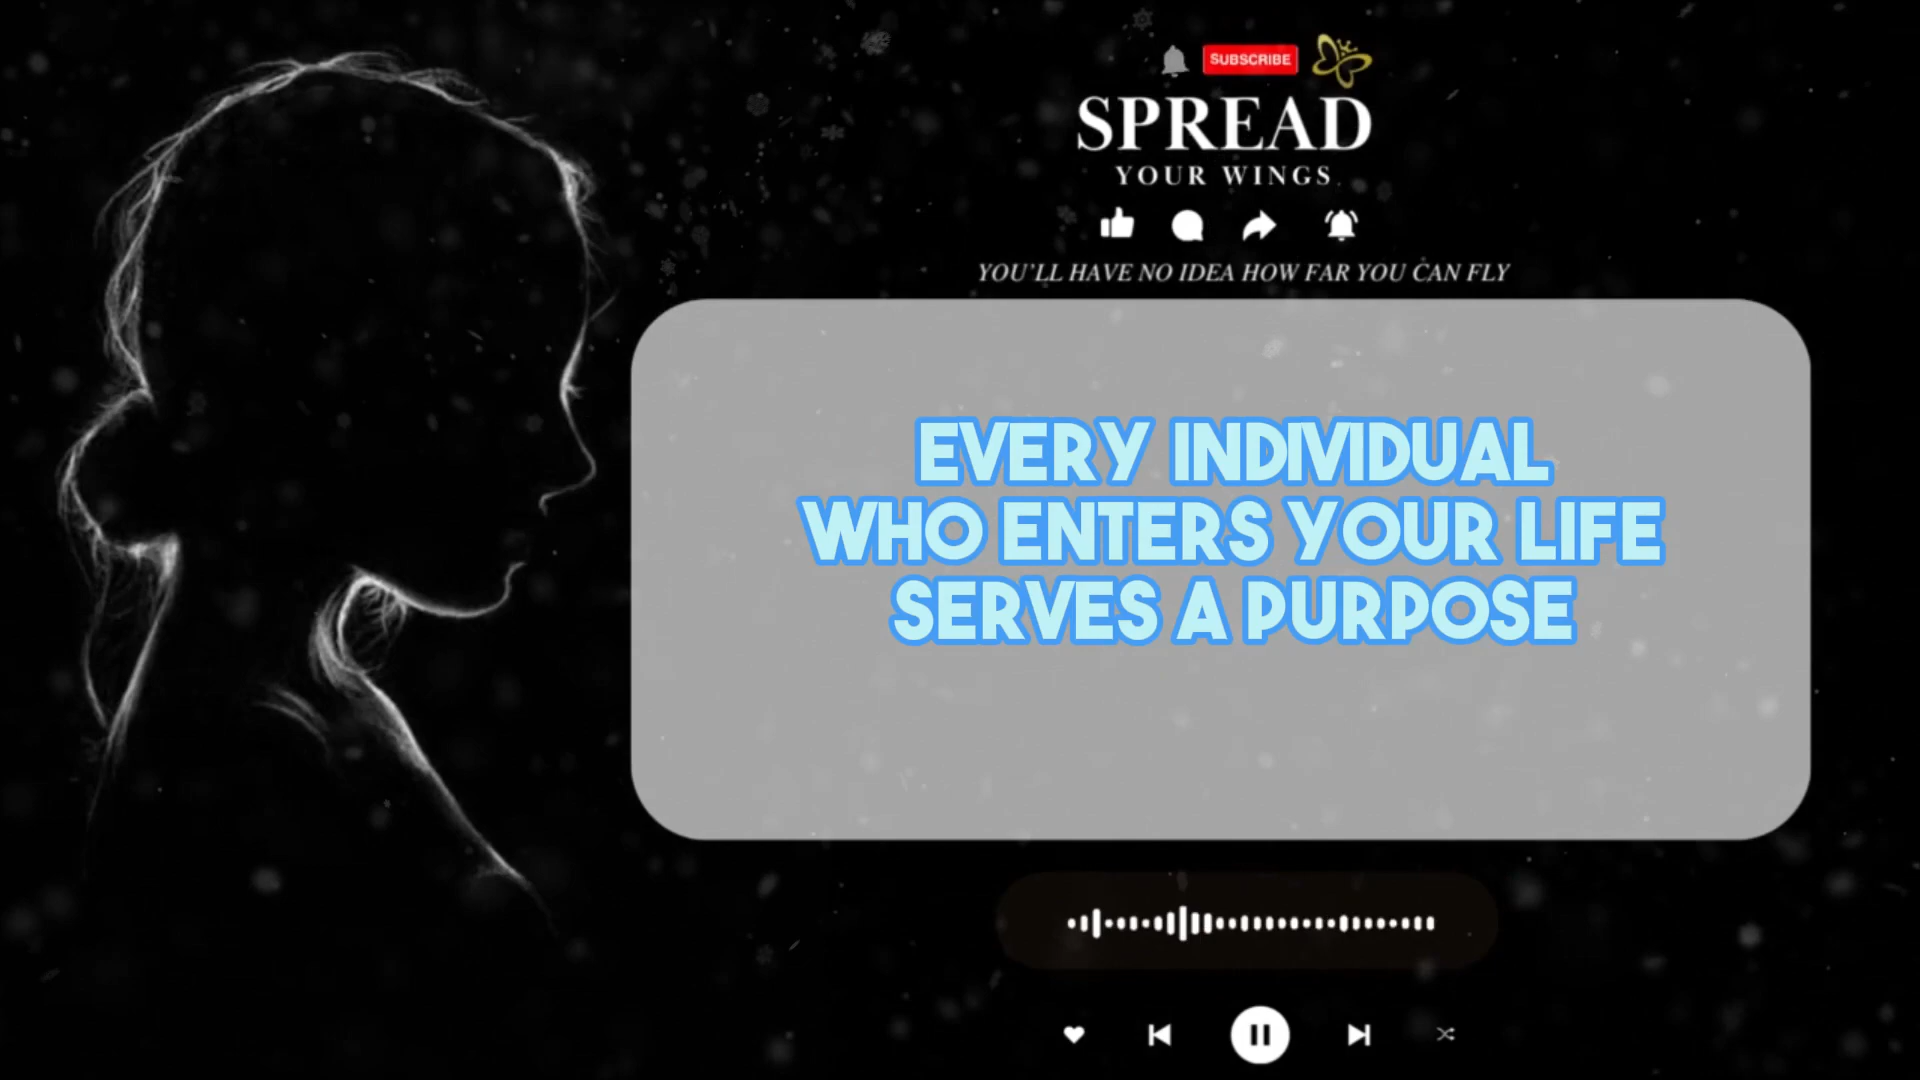 SUBSCRIBE
SPREAD
YOUR WINGS
YOU'LL HAVE NO IDEA HOW FAR YOU CAN FLY
EVERY INDIVIDUAL
WHO ENTERS YOUR LIFE
SERVES A PURPOSE